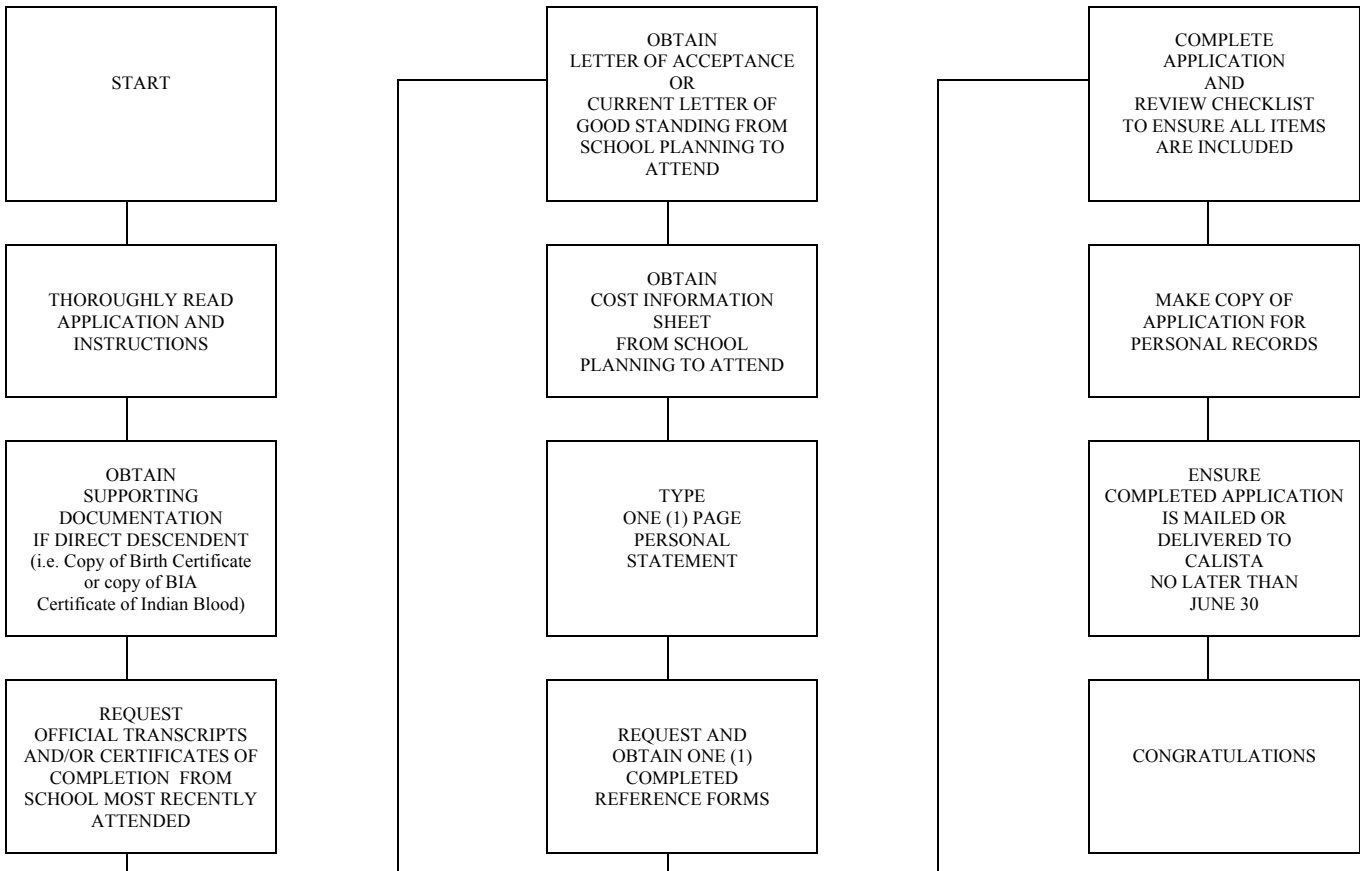 START
THOROUGHLY READ
APPLICATION AND
INSTRUCTIONS
OBTAIN
SUPPORTING
DOCUMENTATION
IF DIRECT DESCENDENT
(i.e. Copy of Birth Certificate
or copy of BIA
Certificate of Indian Blood)
REQUEST
OFFICIAL TRANSCRIPTS
AND/OR CERTIFICATES OF
COMPLETION FROM
SCHOOL MOST RECENTLY
ATTENDED
OBTAIN
LETTER OF ACCEPTANCE
OR
CURRENT LETTER OF
GOOD STANDING FROM
SCHOOL PLANNING TO
ATTEND
OBTAIN
COST INFORMATION
SHEET
FROM SCHOOL
PLANNING TO ATTEND
TYPE
ONE (1) PAGE
PERSONAL
STATEMENT
REQUEST AND
OBTAIN ONE (1)
COMPLETED
REFERENCE FORMS
COMPLETE
APPLICATION
AND
REVIEW CHECKLIST
TO ENSURE ALL ITEMS
ARE INCLUDED
MAKE COPY OF
APPLICATION FOR
PERSONAL RECORDS
ENSURE
COMPLETED APPLICATION
IS MAILED OR
DELIVERED TO
CALISTA
NO LATER THAN
JUNE 30
CONGRATULATIONS